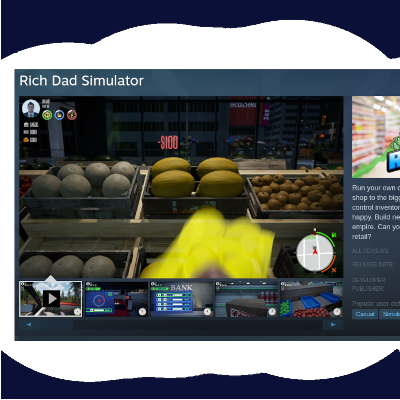 Rich Dad Simulator
-$100
BANK
Run your own
shop to the bigg
control invento
happy. Build ne
empire. Can yo
retail?
ALL REVIEWS
RELEASE DATE
DEVELOPER
PUBLISHER
Popular user-def
Casual
Simula